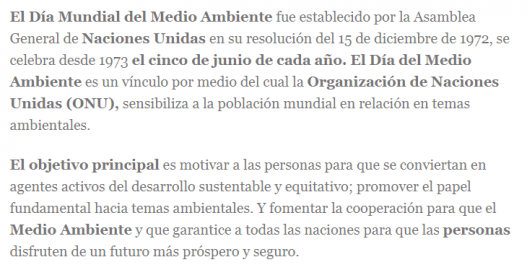 El Día Mundial del Medio Ambiente fue establecido por la Asamblea
General de Naciones Unidas en su resolución del 15 de diciembre de 1972, se
celebra desde 1973 el cinco de junio de cada año. El Día del Medio
Ambiente es un vínculo por medio del cual la Organización de Naciones
Unidas (ONU), sensibiliza a la población mundial en relación en temas
ambientales.
El objetivo principal es motivar a las personas para que se conviertan en
agentes activos del desarrollo sustentable y equitativo; promover el papel
fundamental hacia temas ambientales. Y fomentar la cooperación para que el
Medio Ambiente y que garantice a todas las naciones para que las personas
disfruten de un futuro más próspero y seguro.